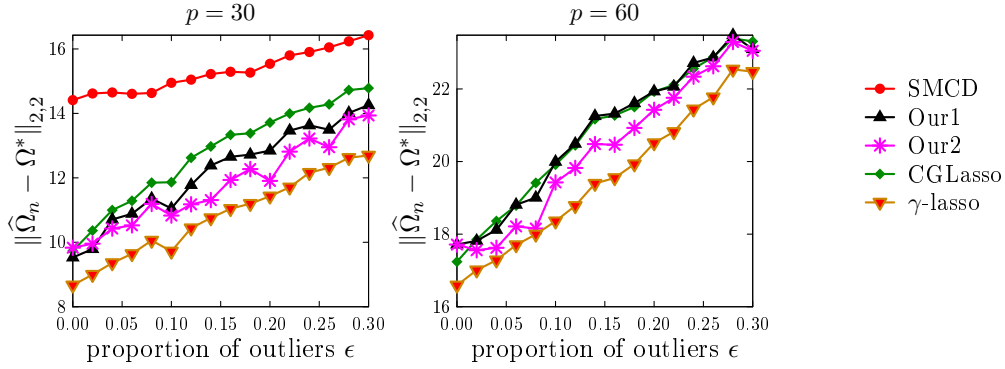 p = 30
‖Ω̂ₙ − Ω*‖₂,₂
16
14
12
10
8
0.00 0.05 0.10 0.15 0.20 0.25 0.30
proportion of outliers ϵ
p = 60
‖Ω̂ₙ − Ω*‖₂,₂
22
20
18
16
0.00 0.05 0.10 0.15 0.20 0.25 0.30
proportion of outliers ϵ
SMCD
Our1
Our2
CGLasso
γ-lasso